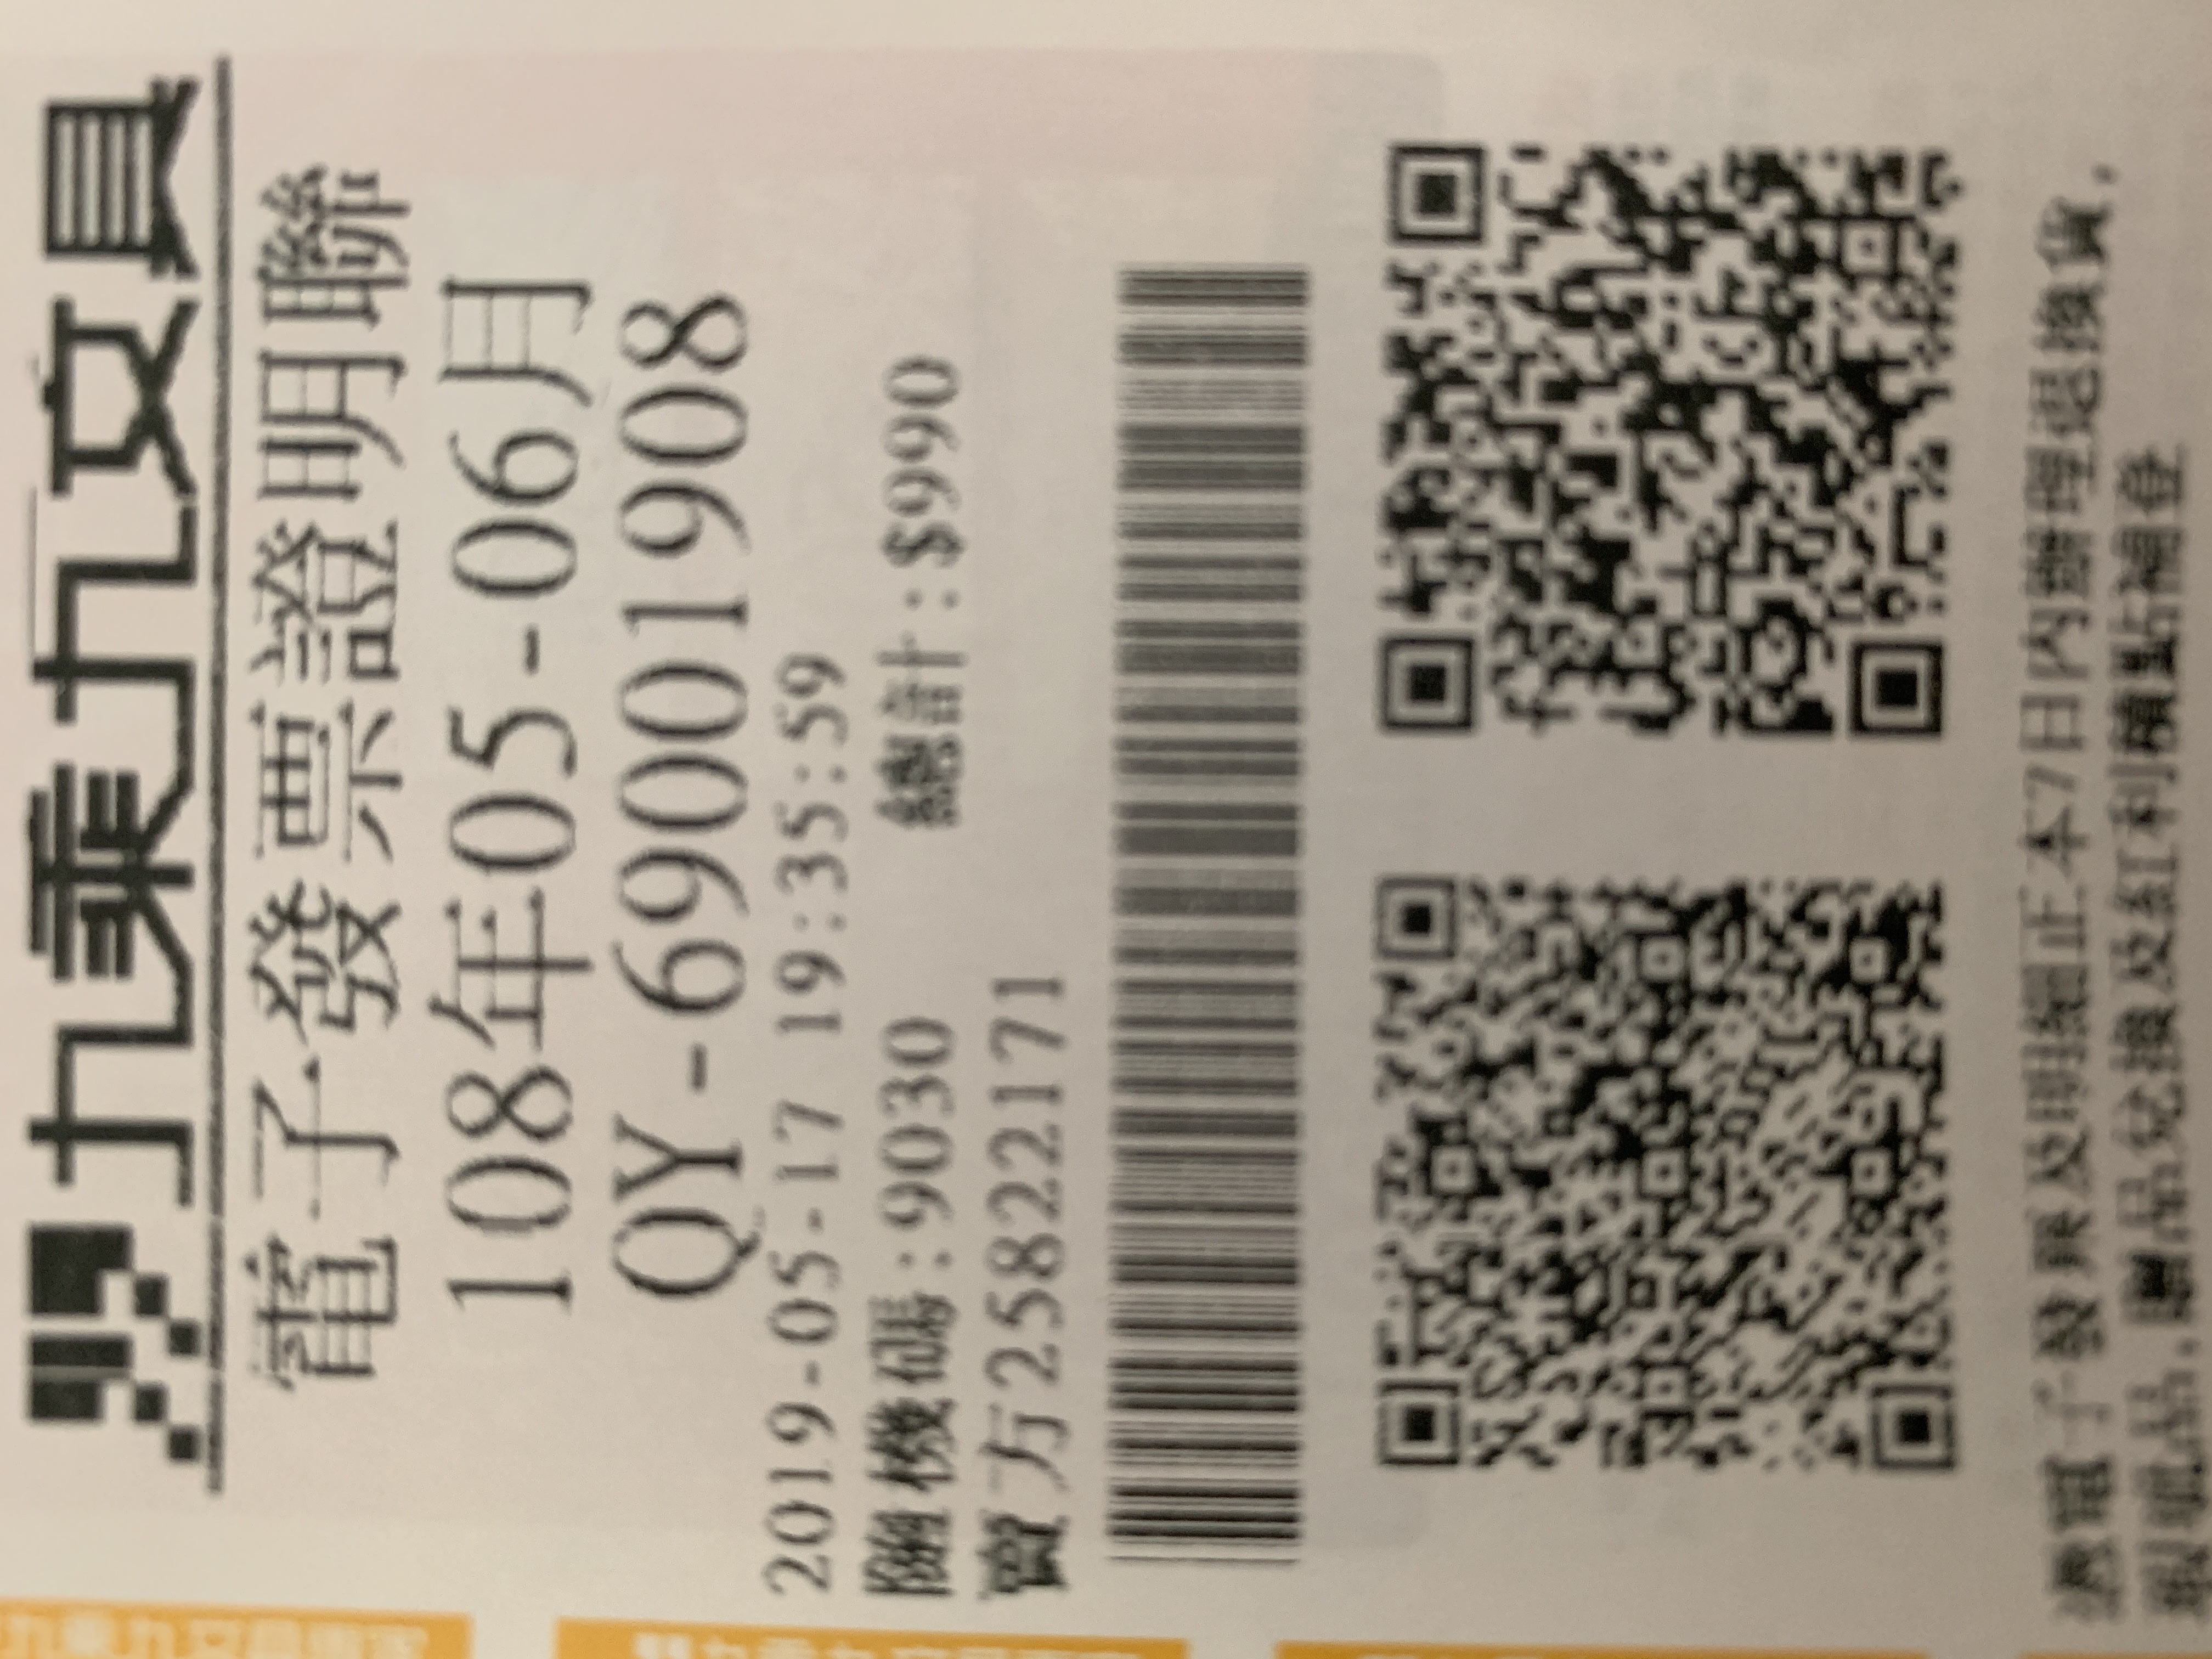 九乘九文具
電子發票證明聯
108年05-06月
QY-69001908
2019-05-17 19:35:59
隨機碼:9030 總計:$990
賣方25822171
憑電子發票及明細正本7日內辦理退換貨,
瑕疵品,贈品兌換及紅利積點補登